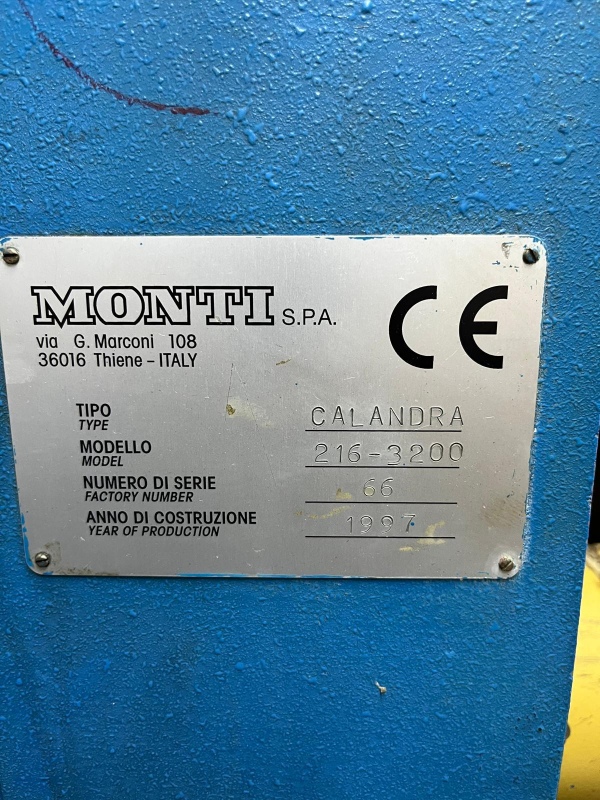 MONTI S.P.A.
via G. Marconi 108
36016 Thiene - ITALY
CE
TIPO CALANDRA
TYPE
MODELLO 216-3200
MODEL
NUMERO DI SERIE 66
FACTORY NUMBER
ANNO DI COSTRUZIONE 1997
YEAR OF PRODUCTION